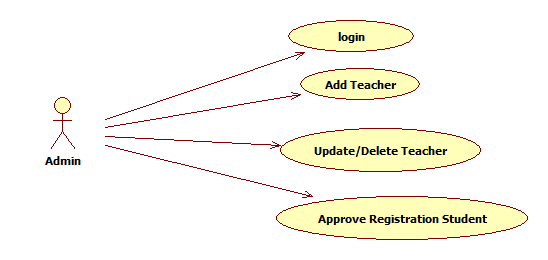 login
Add Teacher
Admin
Update/Delete Teacher
Approve Registration Student